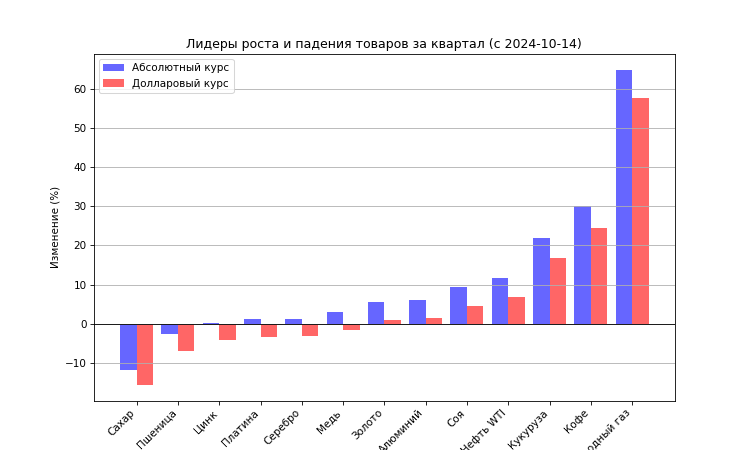 Лидеры роста и падения товаров за квартал (с 2024-10-14)
Абсолютный курс
Долларовый курс
Изменение (%)
60
50
40
30
20
10
0
−10
Сахар
Пшеница
Цинк
Платина
Серебро
Медь
Золото
Алюминий
Соя
Нефть WTI
Кукуруза
Кофе
одный газ